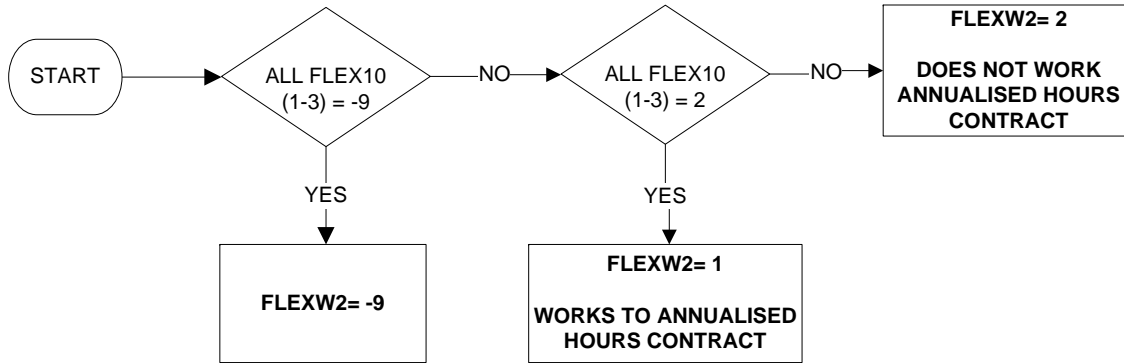 START
ALL FLEX10
(1-3) = -9
NO
ALL FLEX10
(1-3) = 2
NO
FLEXW2= 2
DOES NOT WORK
ANNUALISED HOURS
CONTRACT
YES
YES
FLEXW2= -9
FLEXW2= 1
WORKS TO ANNUALISED
HOURS CONTRACT